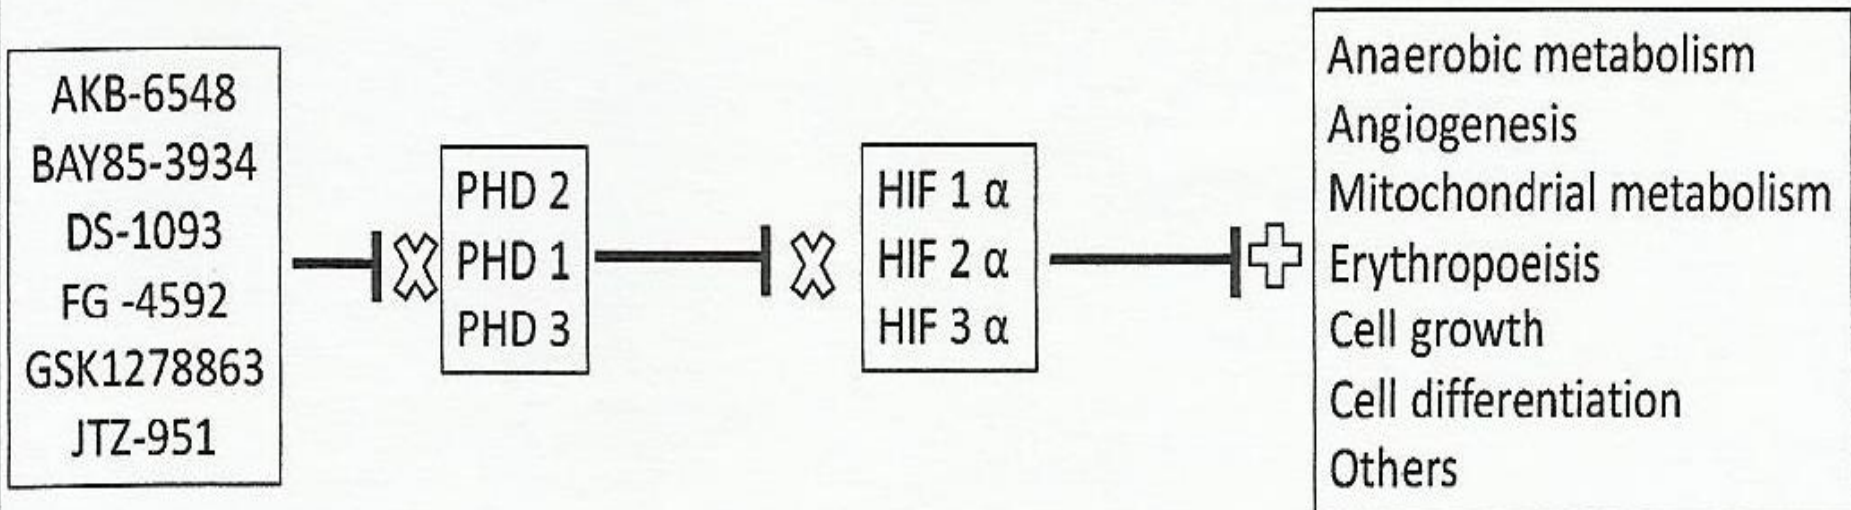 AKB-6548
BAY85-3934
DS-1093
FG -4592
GSK1278863
JTZ-951
PHD 2
PHD 1
PHD 3
HIF 1 α
HIF 2 α
HIF 3 α
Anaerobic metabolism
Angiogenesis
Mitochondrial metabolism
Erythropoeisis
Cell growth
Cell differentiation
Others